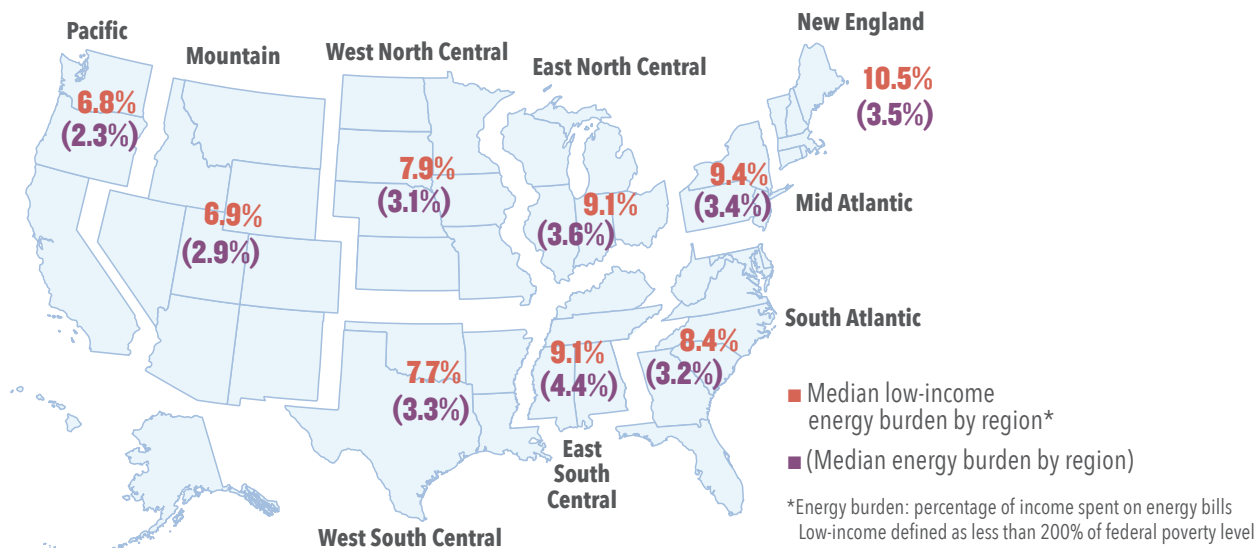 Pacific
6.8%
(2.3%)
Mountain
6.9%
(2.9%)
West North Central
7.9%
(3.1%)
East North Central
9.1%
(3.6%)
New England
10.5%
(3.5%)
9.4%
(3.4%)
Mid Atlantic
South Atlantic
8.4%
(3.2%)
9.1%
(4.4%)
East
South
Central
7.7%
(3.3%)
West South Central
Median low-income
energy burden by region*
(Median energy burden by region)
*Energy burden: percentage of income spent on energy bills
Low-income defined as less than 200% of federal poverty level